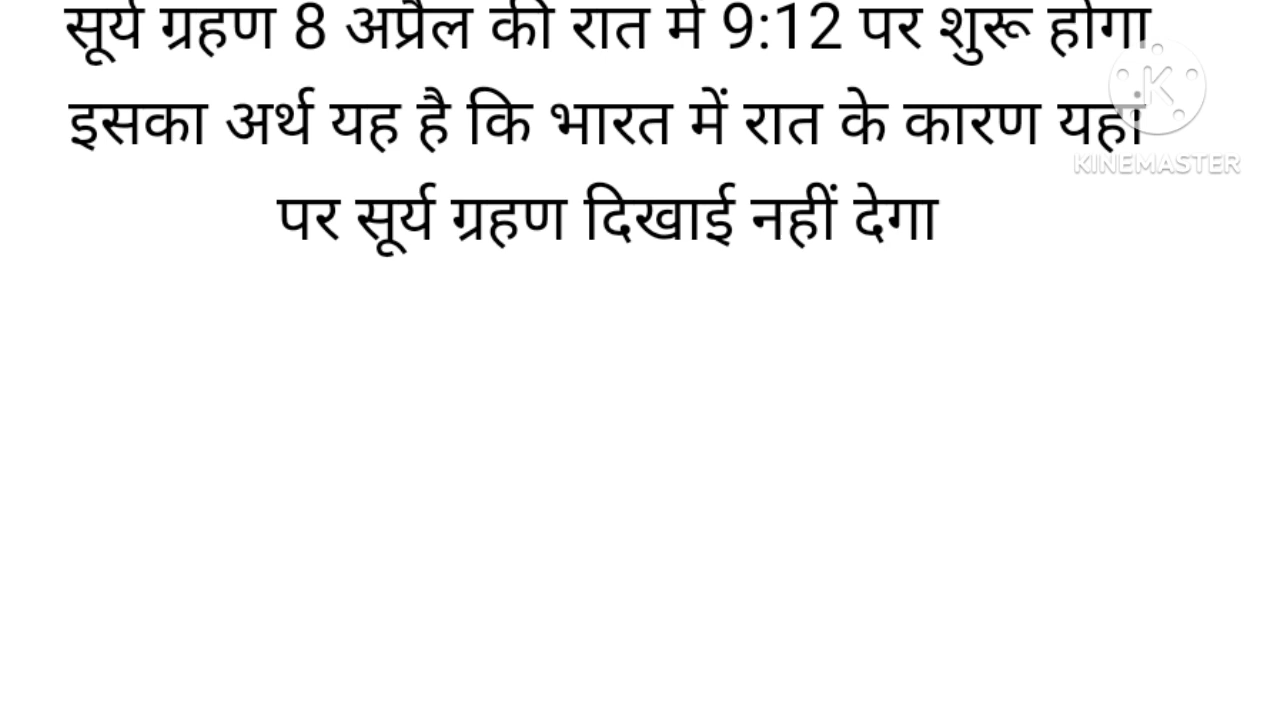 सूर्य ग्रहण 8 अप्रैल की रात में 9:12 पर शुरू होगा
इसका अर्थ यह है कि भारत में रात के कारण यहां
पर सूर्य ग्रहण दिखाई नहीं देगा
K
KINEMASTER